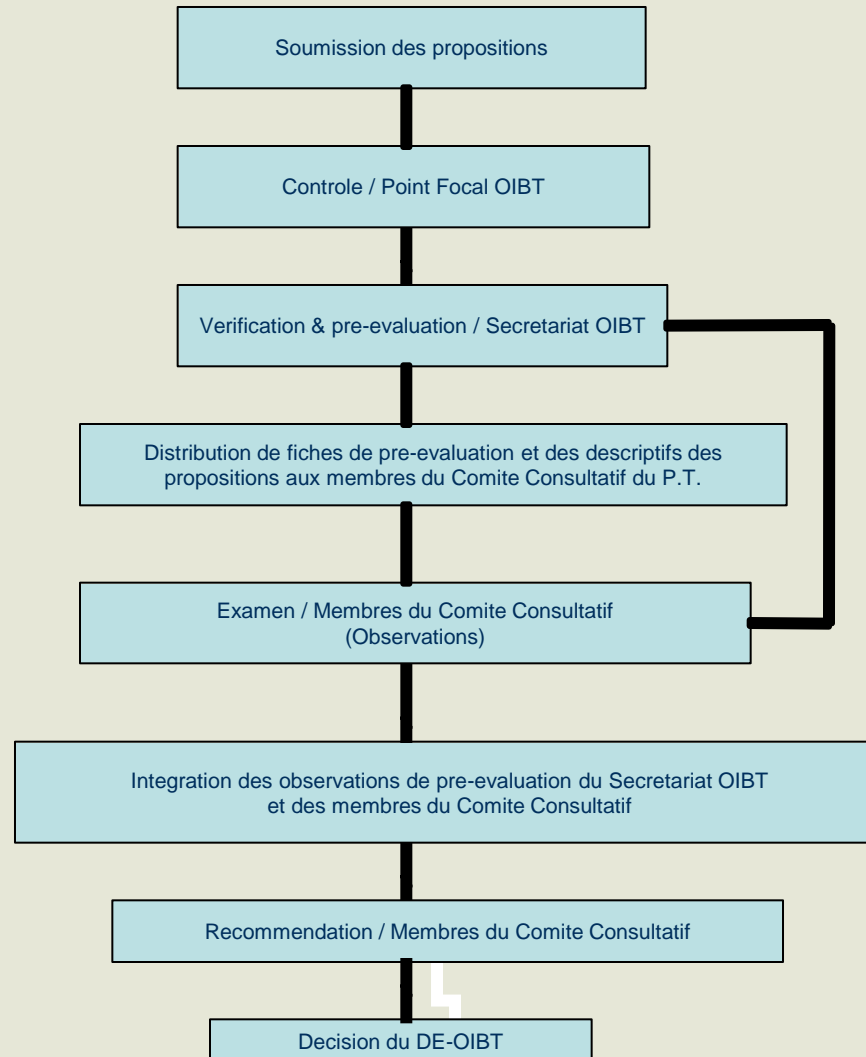 Soumission des propositions
Controle / Point Focal OIBT
Verification & pre-evaluation / Secretariat OIBT
Distribution de fiches de pre-evaluation et des descriptifs des
propositions aux membres du Comite Consultatif du P.T.
Examen / Membres du Comite Consultatif
(Observations)
Integration des observations de pre-evaluation du Secretariat OIBT
et des membres du Comite Consultatif
Recommendation / Membres du Comite Consultatif
Decision du DE-OIBT